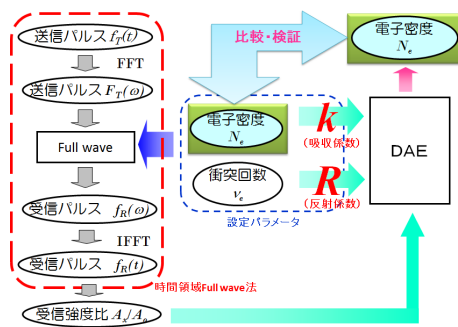 送信パルス f_T(t)
FFT
送信パルス F_T(ω)
Full wave
受信パルス f_R(ω)
IFFT
受信パルス f_R(t)
時間領域Full wave法
受信強度比 A_x/A_o
比較・検証
電子密度
N_e
衝突回数
ν_e
設定パラメータ
k
(吸収係数)
R
(反射係数)
電子密度
N_e
DAE